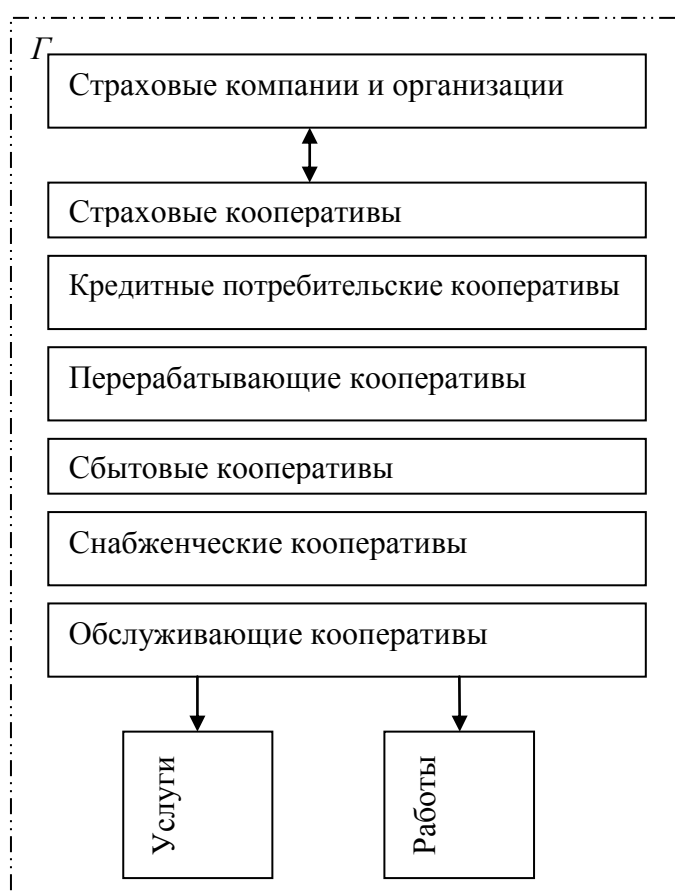 Г
Страховые компании и организации
Страховые кооперативы
Кредитные потребительские кооперативы
Перерабатывающие кооперативы
Сбытовые кооперативы
Снабженческие кооперативы
Обслуживающие кооперативы
Услуги
Работы